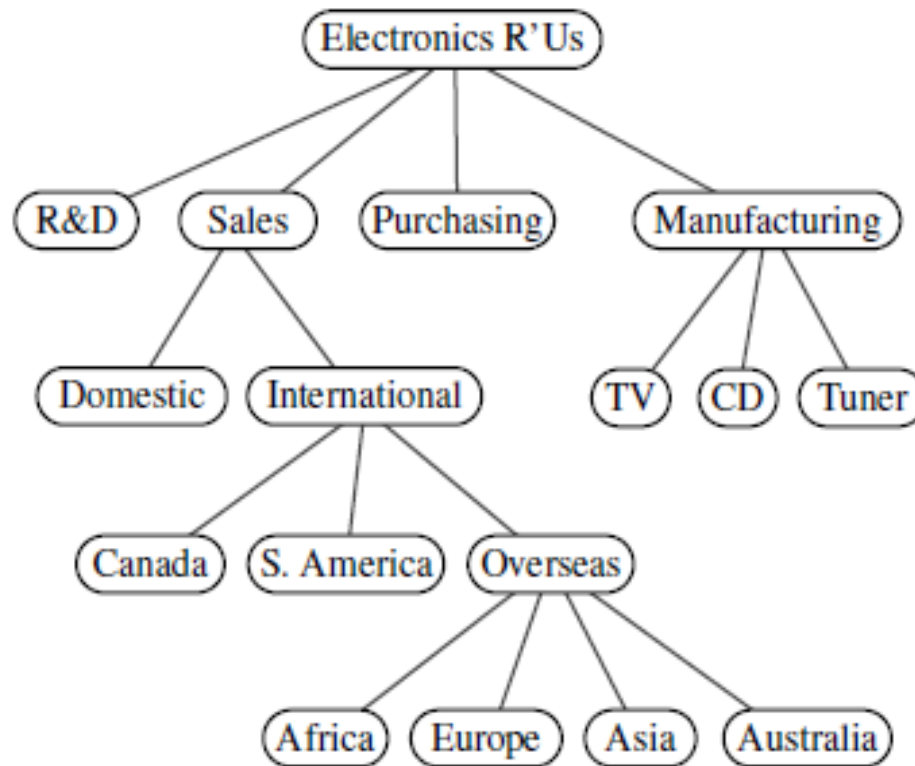 Electronics R'Us
R&D Sales Purchasing Manufacturing
Domestic International TV CD Tuner
Canada S. America Overseas
Africa Europe Asia Australia